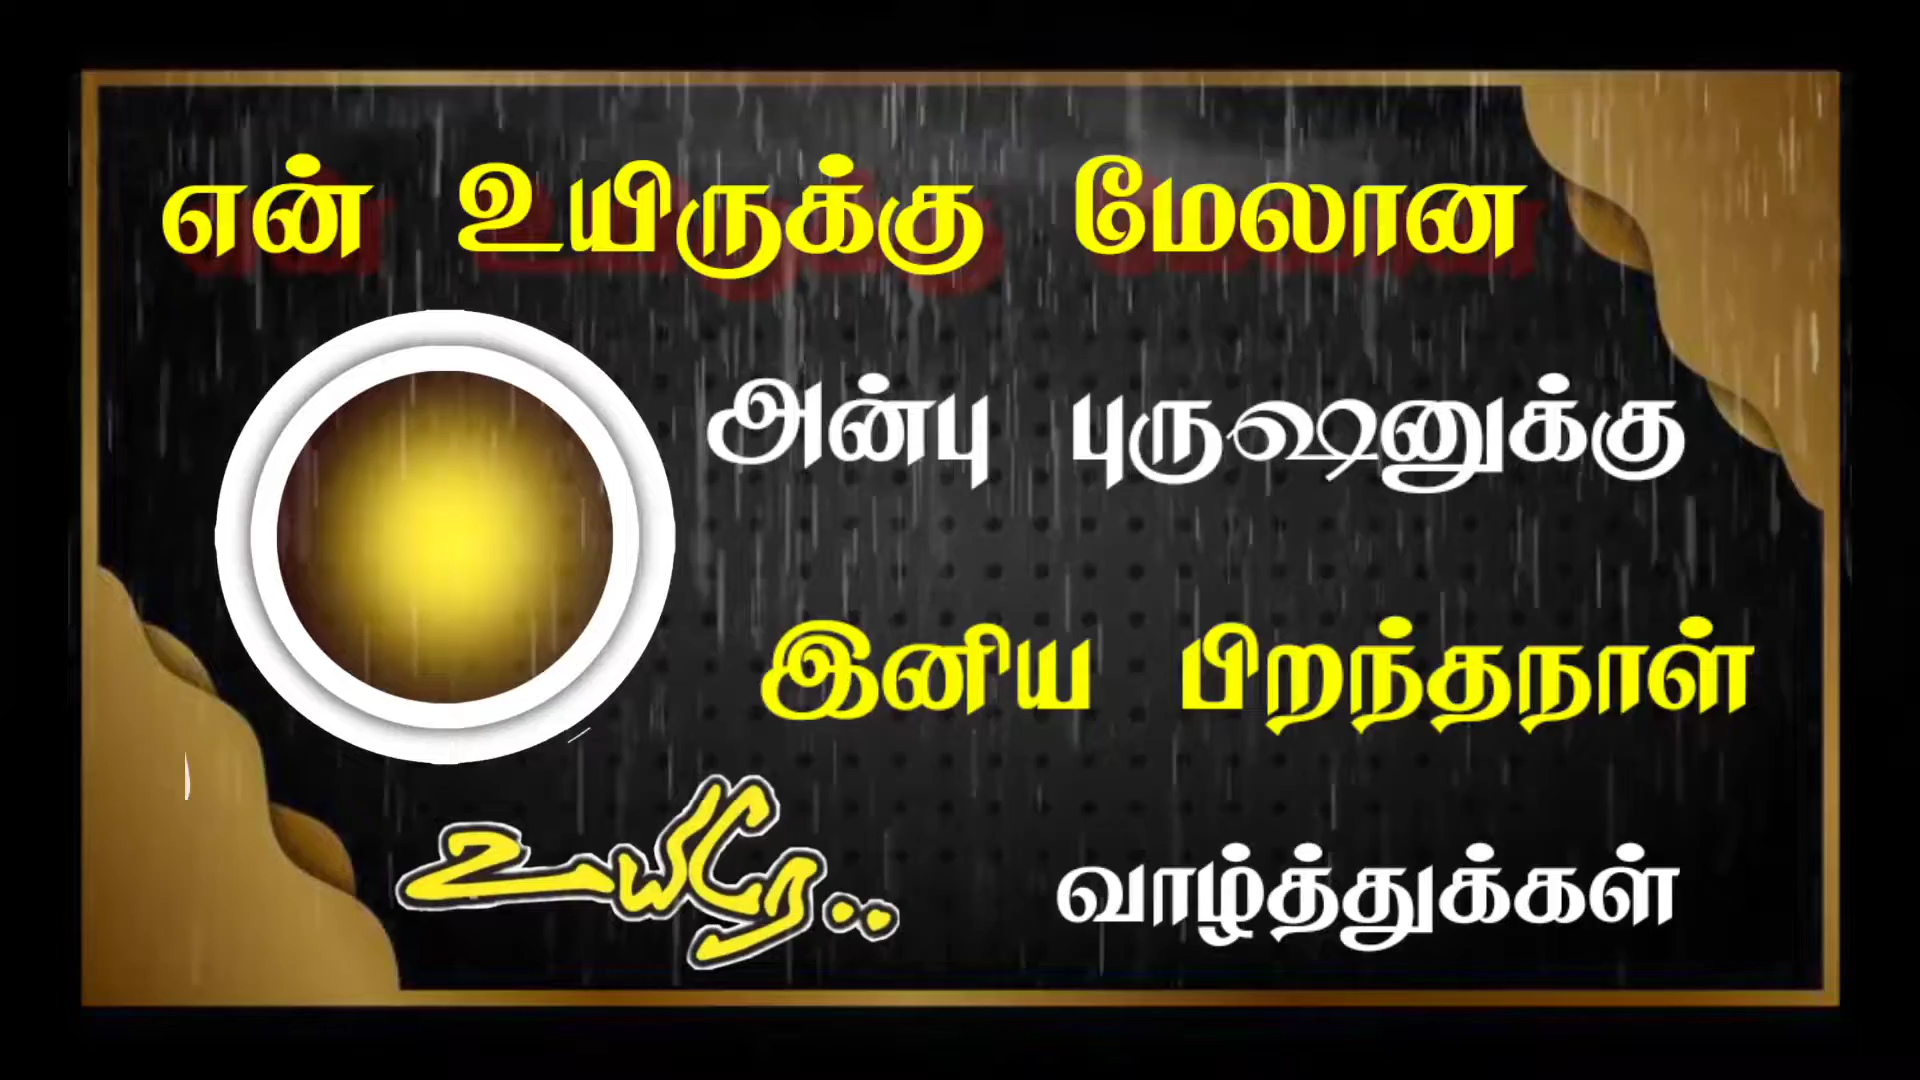 என் உயிருக்கு மேலான
அன்பு புருஷனுக்கு
இனிய பிறந்தநாள்
உயிரே..
வாழ்த்துக்கள்